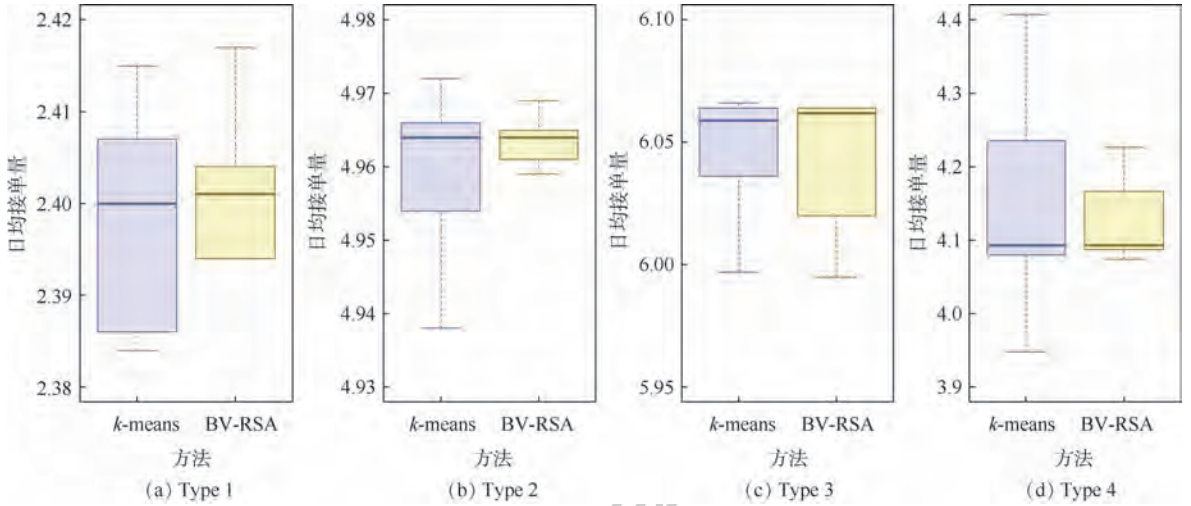 2.42
2.41
2.40
2.39
2.38
日均接单量
k-means BV-RSA
方法
(a) Type 1
4.98
4.97
4.96
4.95
4.94
4.93
日均接单量
k-means BV-RSA
方法
(b) Type 2
6.10
6.05
6.00
5.95
日均接单量
k-means BV-RSA
方法
(c) Type 3
4.4
4.3
4.2
4.1
4.0
3.9
日均接单量
k-means BV-RSA
方法
(d) Type 4